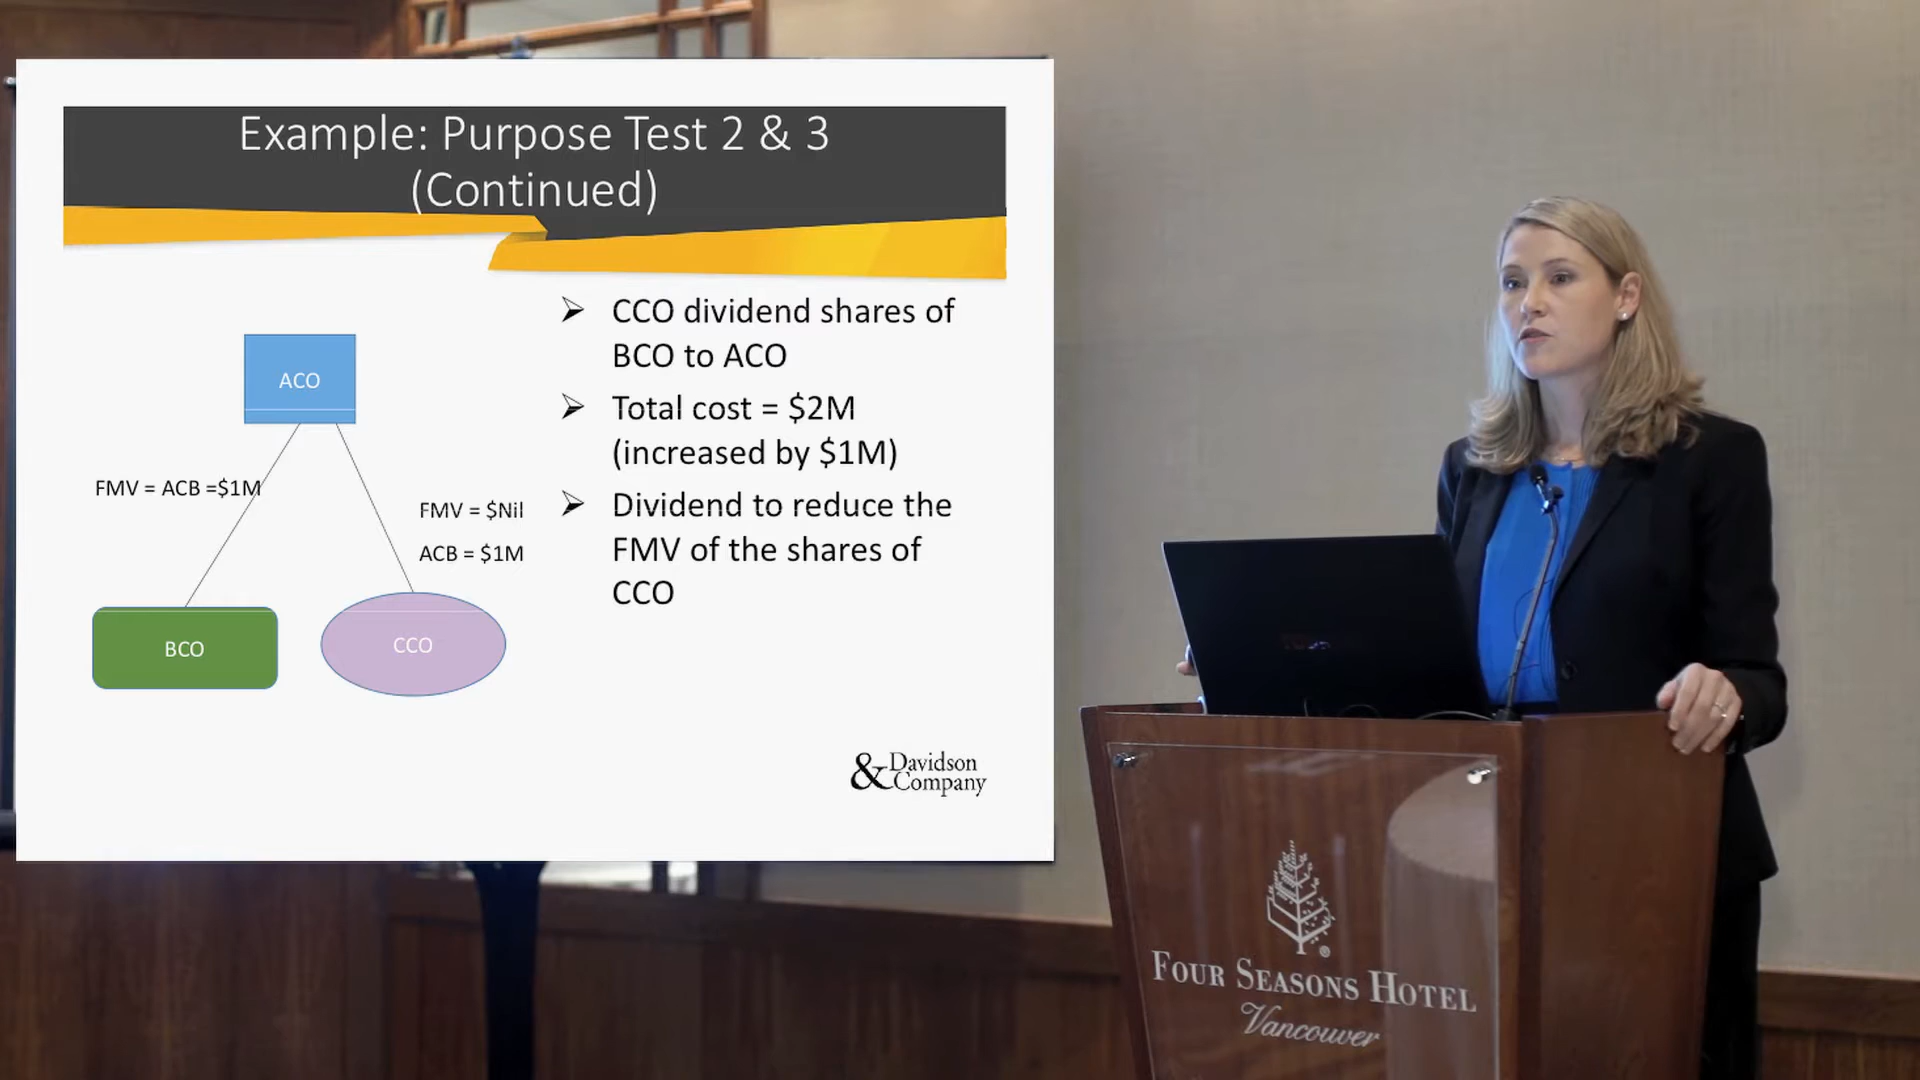 Example: Purpose Test 2 & 3
(Continued)
ACO
FMV = ACB =$1M
FMV = $Nil
ACB = $1M
BCO
CCO
➢ CCO dividend shares of
BCO to ACO
➢ Total cost = $2M
(increased by $1M)
➢ Dividend to reduce the
FMV of the shares of
CCO
& Davidson
Company
FOUR SEASONS HOTEL
Vancouver